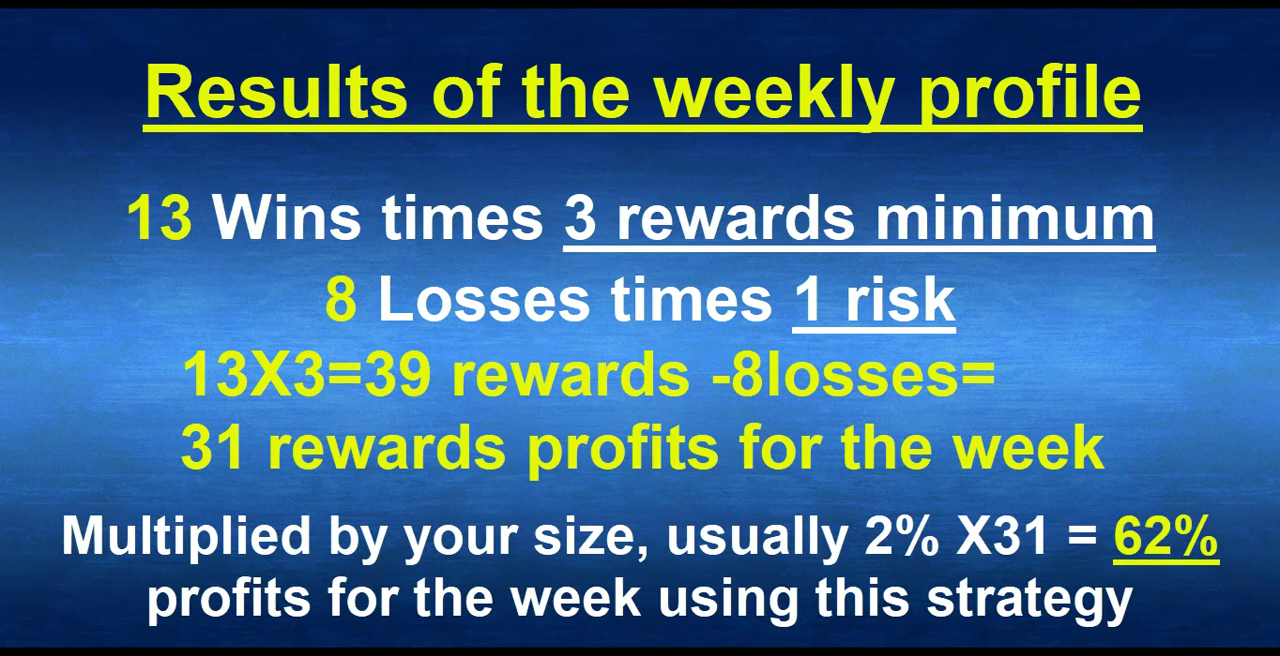 Results of the weekly profile
13 Wins times 3 rewards minimum
8 Losses times 1 risk
13X3=39 rewards -8losses=
31 rewards profits for the week
Multiplied by your size, usually 2% X31 = 62%
profits for the week using this strategy